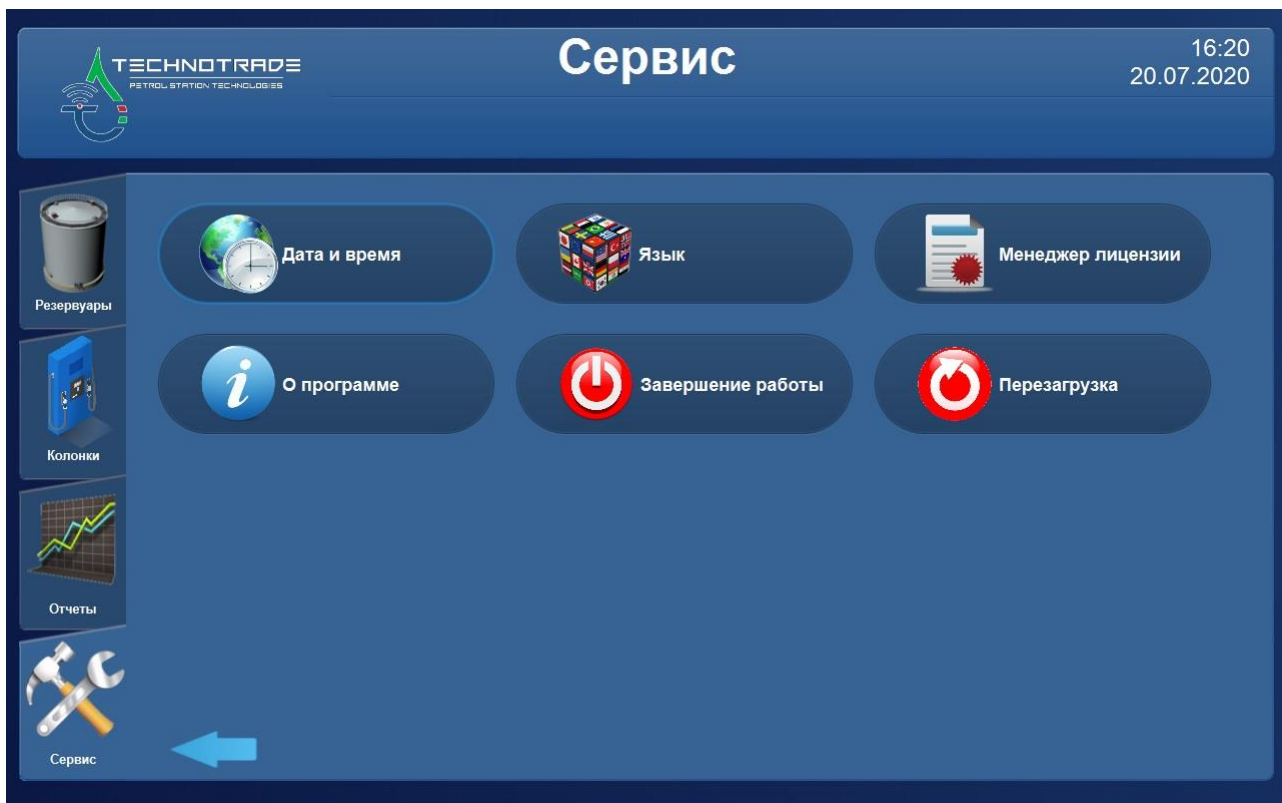 TECHNOTRADE
PETROL STATION TECHNOLOGIES
Сервис
16:20
20.07.2020
Резервуары
Колонки
Отчеты
Сервис
Дата и время
Язык
Менеджер лицензии
О программе
Завершение работы
Перезагрузка